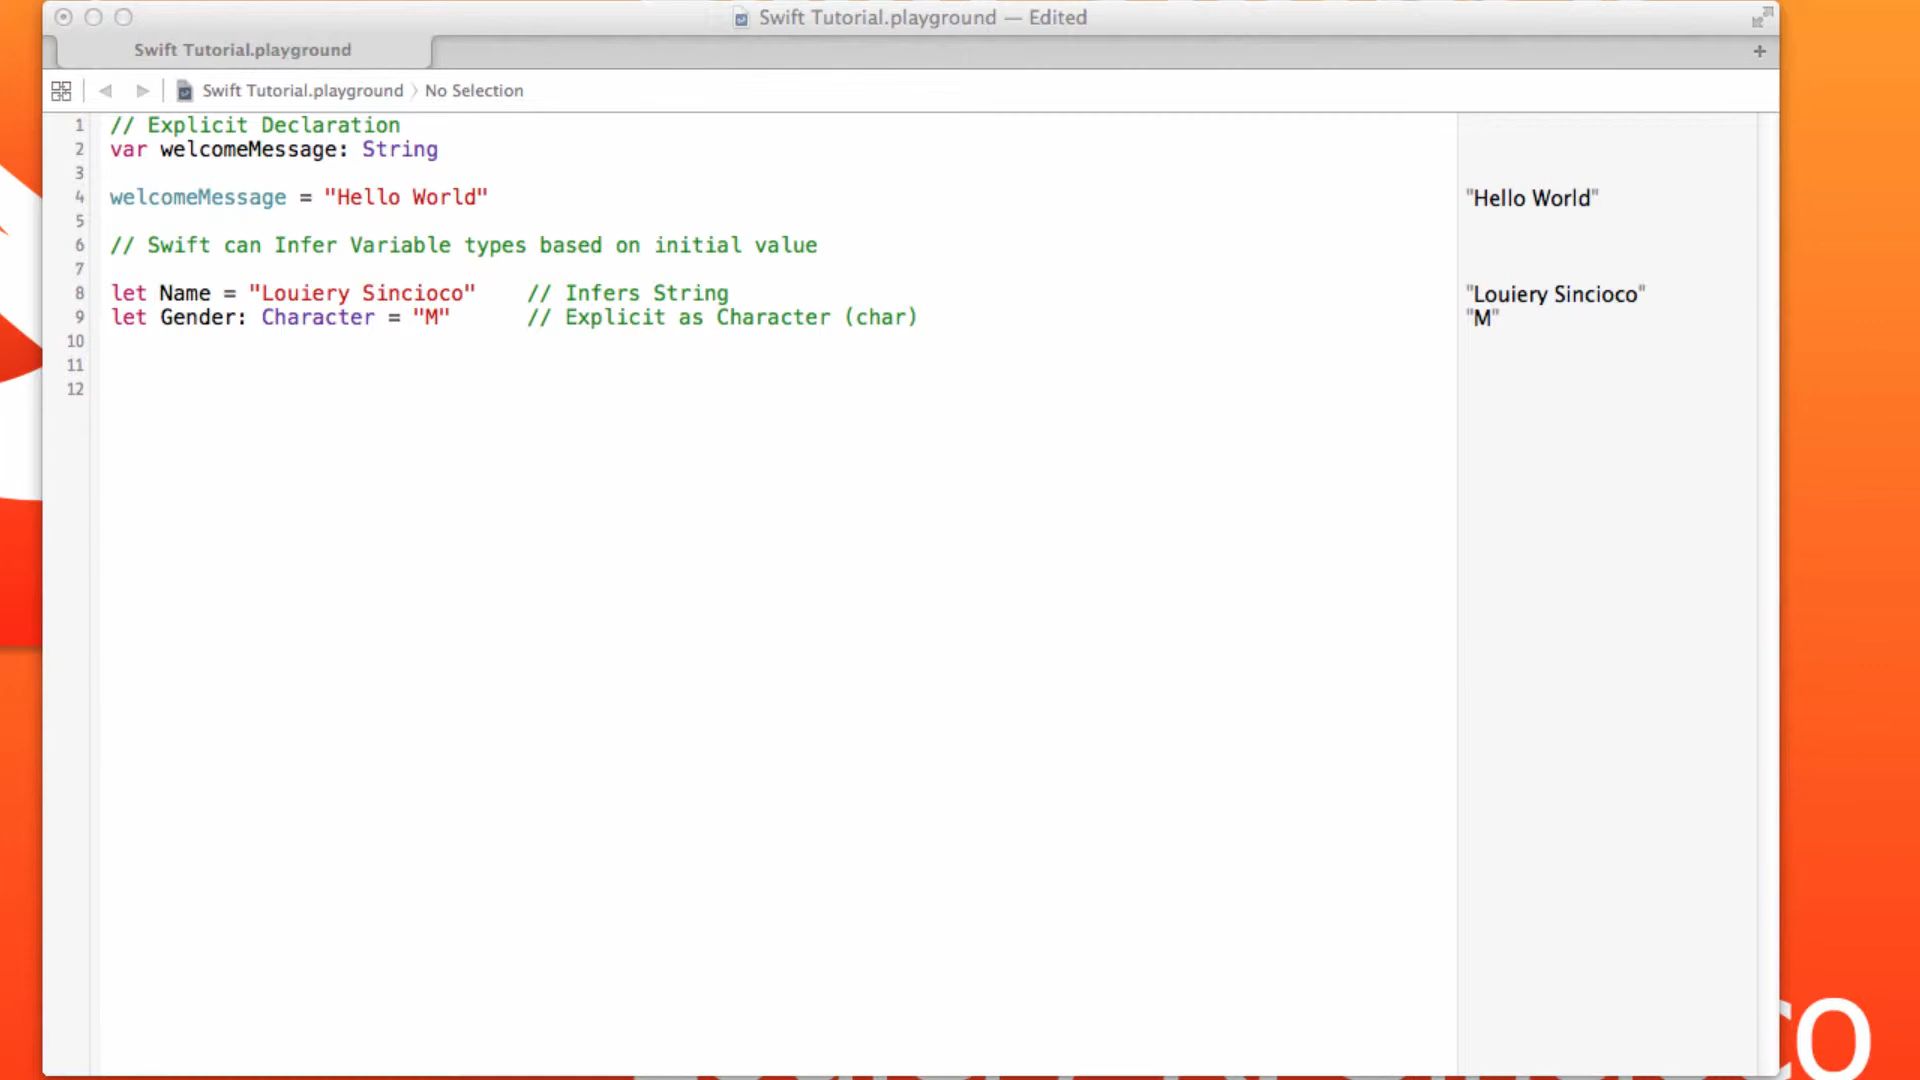 Swift Tutorial.playground — Edited
Swift Tutorial.playground
Swift Tutorial.playground 〉 No Selection
1 // Explicit Declaration
2 var welcomeMessage: String
3
4 welcomeMessage = "Hello World" "Hello World"
5
6 // Swift can Infer Variable types based on initial value
7
8 let Name = "Louiery Sincioco" // Infers String "Louiery Sincioco"
9 let Gender: Character = "M" // Explicit as Character (char) "M"
10
11
12